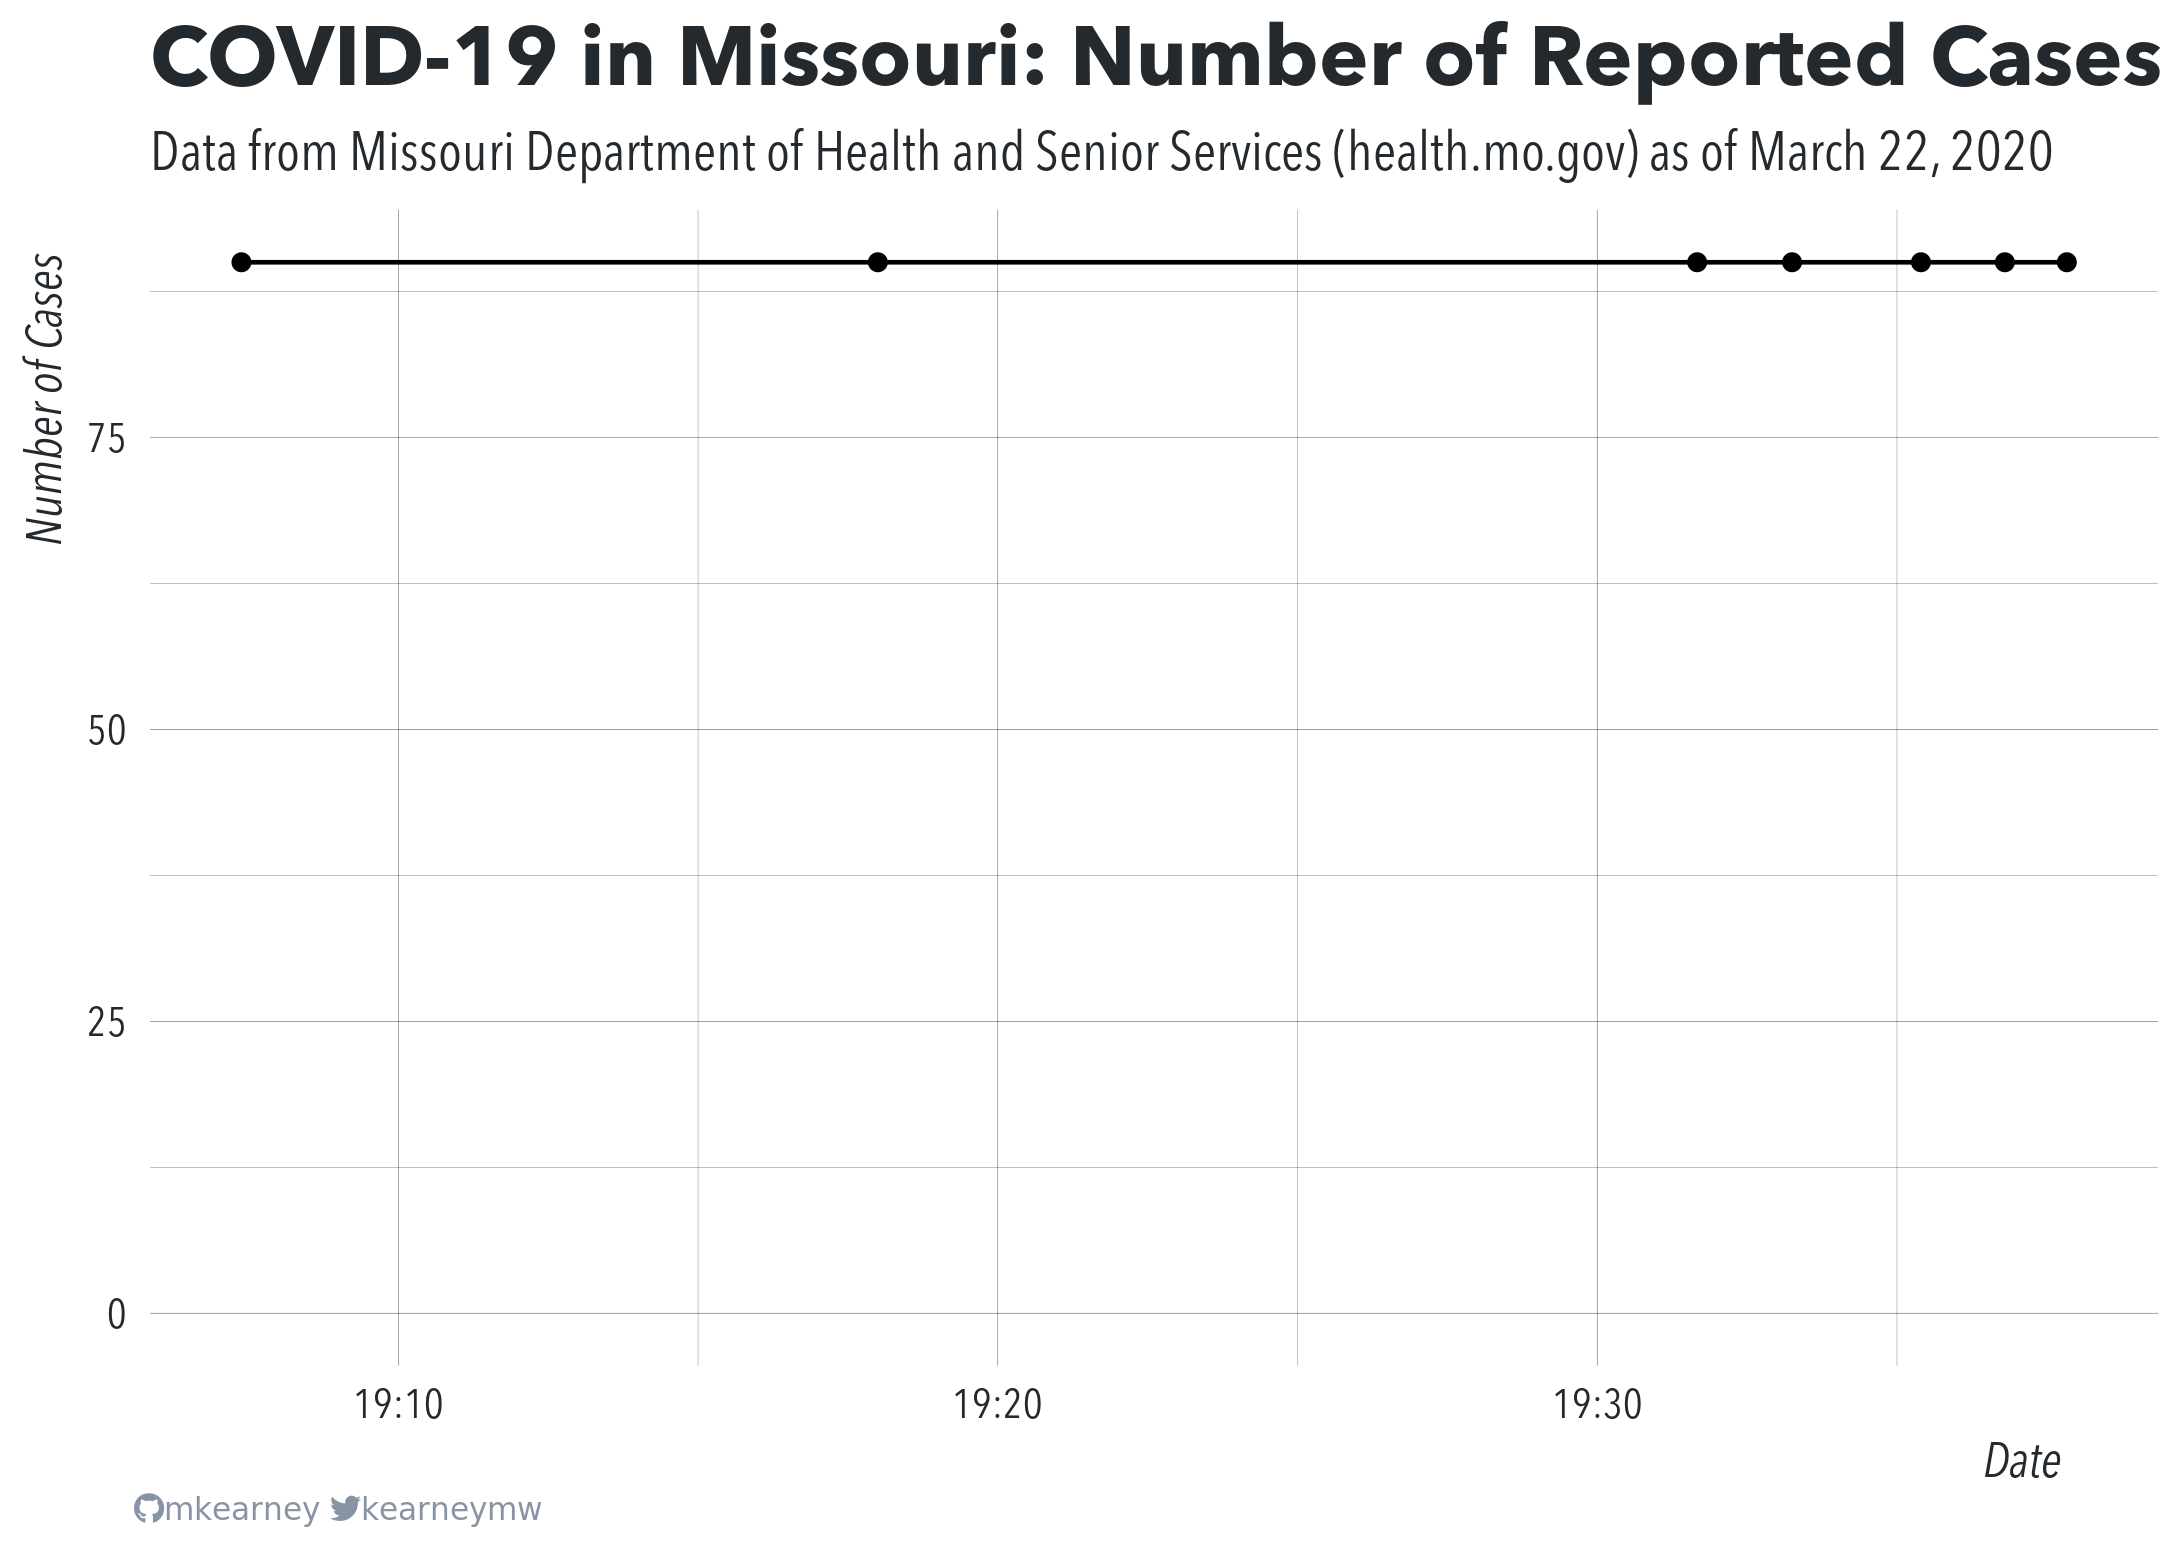 COVID-19 in Missouri: Number of Reported Cases
Data from Missouri Department of Health and Senior Services (health.mo.gov) as of March 22, 2020
Number of Cases
75
50
25
0
19:10 19:20 19:30
Date
mkearney kearneymw